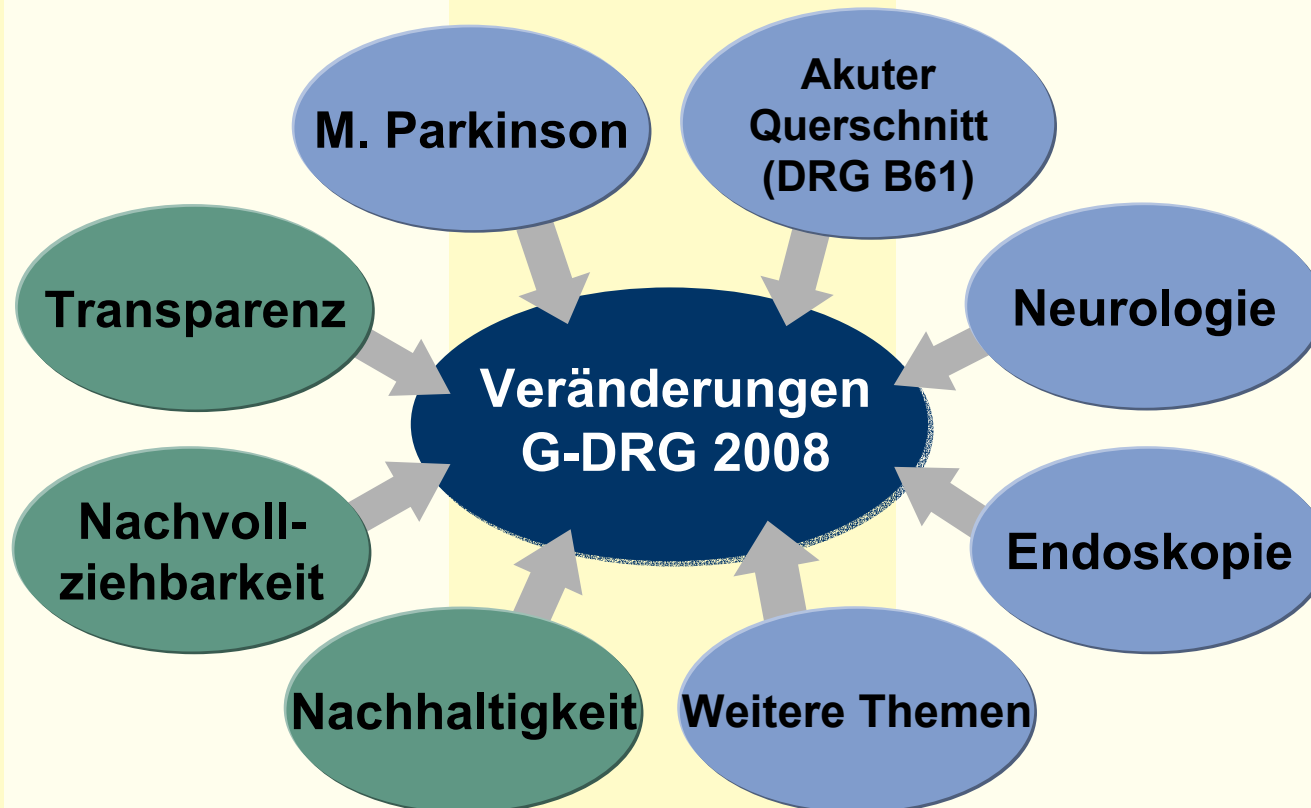 M. Parkinson
Akuter
Querschnitt
(DRG B61)
Transparenz
Neurologie
Veränderungen
G-DRG 2008
Nachvoll-
ziehbarkeit
Endoskopie
Nachhaltigkeit
Weitere Themen